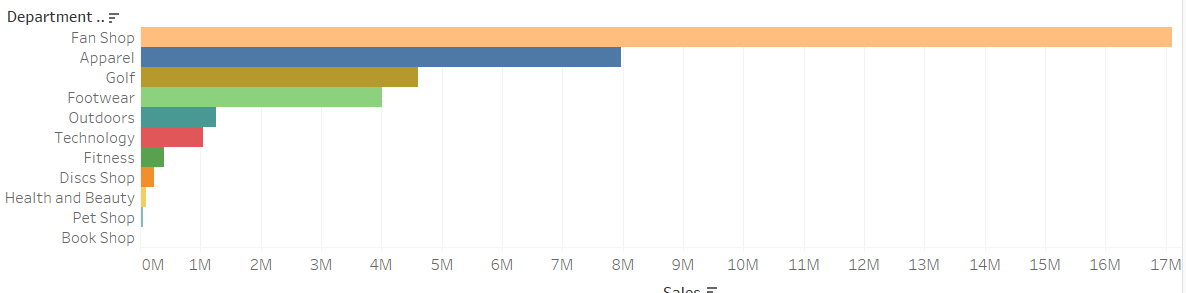 Department ..
Fan Shop
Apparel
Golf
Footwear
Outdoors
Technology
Fitness
Discs Shop
Health and Beauty
Pet Shop
Book Shop
0M 1M 2M 3M 4M 5M 6M 7M 8M 9M 10M 11M 12M 13M 14M 15M 16M 17M
Sales